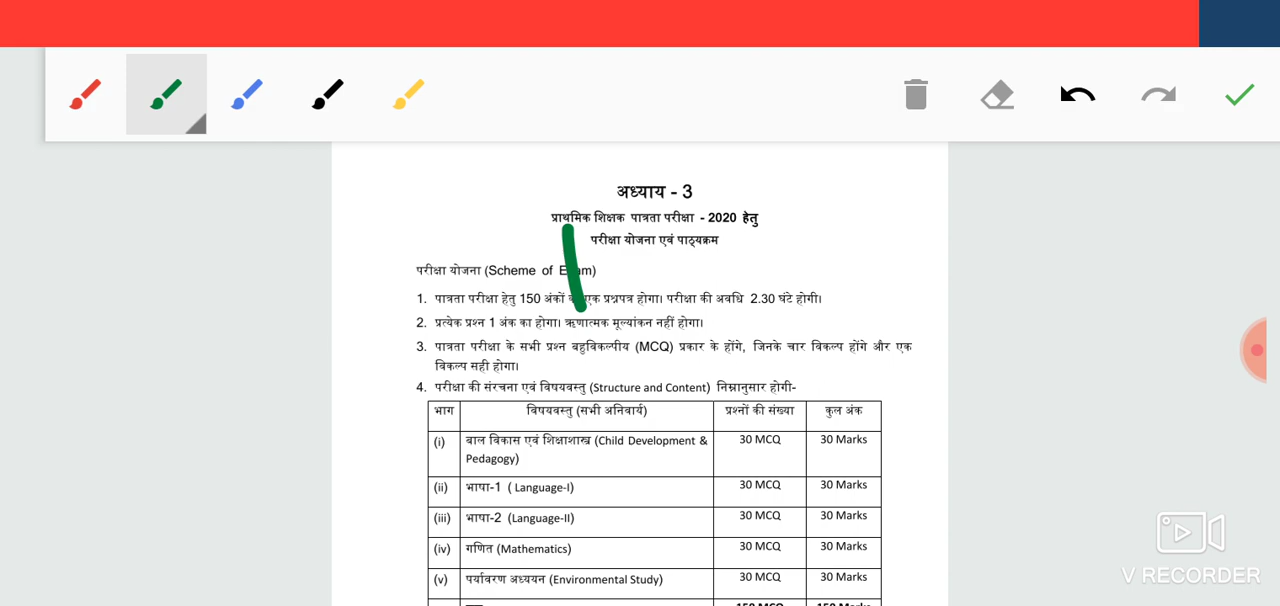 अध्याय - 3
प्राथमिक शिक्षक पात्रता परीक्षा - 2020 हेतु
परीक्षा योजना एवं पाठ्यक्रम
परीक्षा योजना (Scheme of Exam)
1. पात्रता परीक्षा हेतु 150 अंकों का एक प्रश्नपत्र होगा। परीक्षा की अवधि 2.30 घंटे होगी।
2. प्रत्येक प्रश्न 1 अंक का होगा। ऋणात्मक मूल्यांकन नहीं होगा।
3. पात्रता परीक्षा के सभी प्रश्न बहुविकल्पीय (MCQ) प्रकार के होंगे, जिनके चार विकल्प होंगे और एक
विकल्प सही होगा।
4. परीक्षा की संरचना एवं विषयवस्तु (Structure and Content) निम्नानुसार होगी-
भाग विषयवस्तु (सभी अनिवार्य) प्रश्नों की संख्या कुल अंक
(i) बाल विकास एवं शिक्षाशास्त्र (Child Development & 30 MCQ 30 Marks
Pedagogy)
(ii) भाषा-1 ( Language-I) 30 MCQ 30 Marks
(iii) भाषा-2 (Language-II) 30 MCQ 30 Marks
(iv) गणित (Mathematics) 30 MCQ 30 Marks
(v) पर्यावरण अध्ययन (Environmental Study) 30 MCQ 30 Marks
150 MCQ 150 Marks
V RECORDER